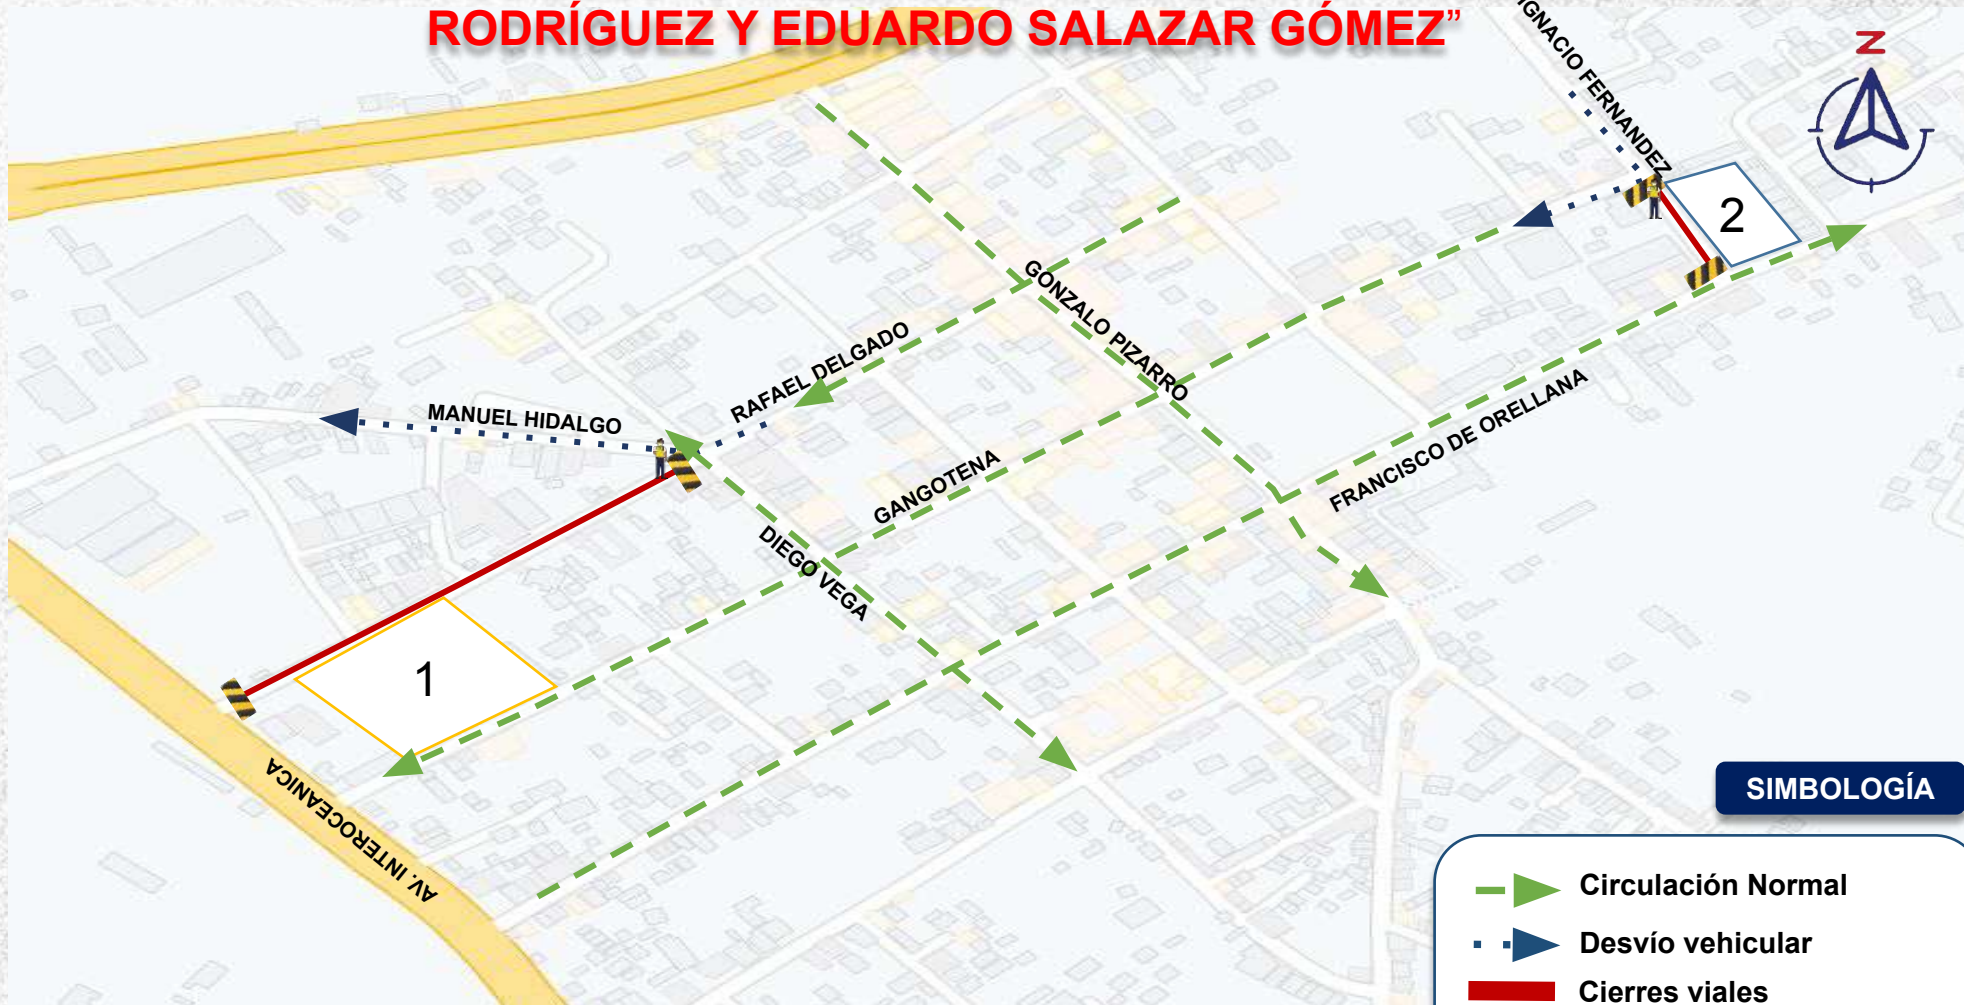 RODRÍGUEZ Y EDUARDO SALAZAR GÓMEZ”
IGNACIO FERNANDEZ
N
2
GONZALO PIZARRO
RAFAEL DELGADO
MANUEL HIDALGO
FRANCISCO DE ORELLANA
GANGOTENA
DIEGO VEGA
1
AV. INTEROCEANICA
SIMBOLOGÍA
Circulación Normal
Desvío vehicular
Cierres viales